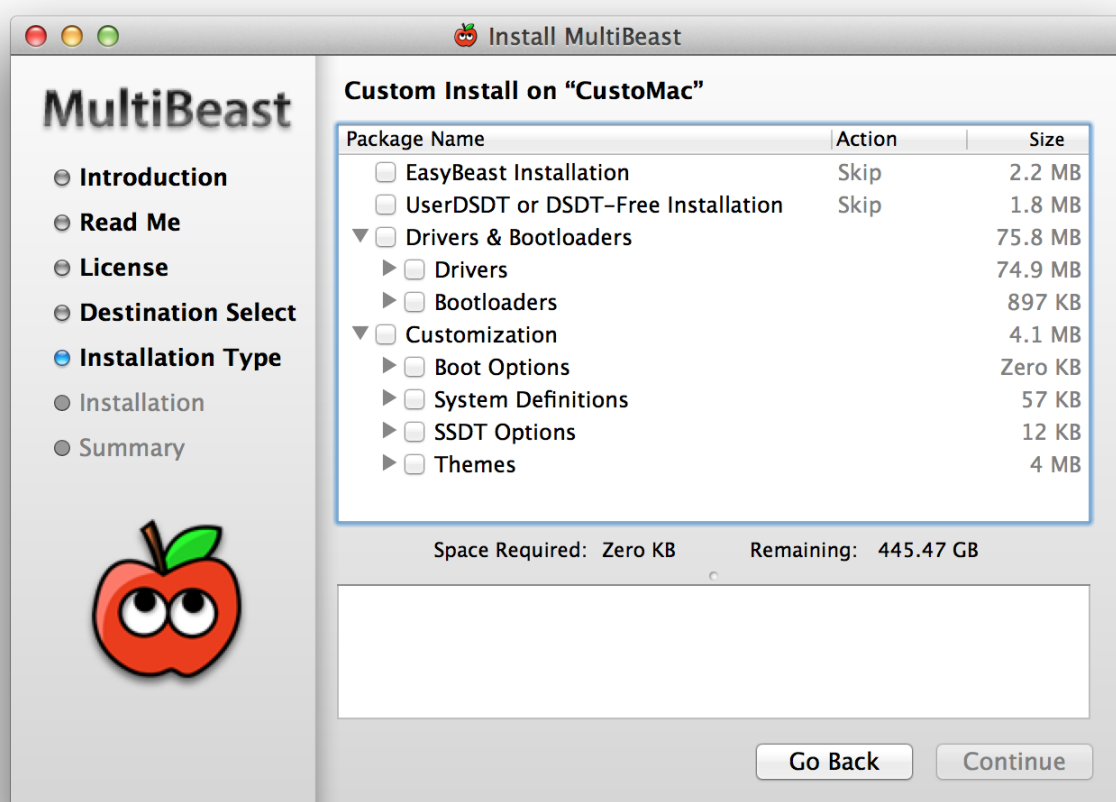 Install MultiBeast
MultiBeast
Introduction
Read Me
License
Destination Select
Installation Type
Installation
Summary
Custom Install on “CustoMac”
Package Name Action Size
EasyBeast Installation Skip 2.2 MB
UserDSDT or DSDT-Free Installation Skip 1.8 MB
Drivers & Bootloaders 75.8 MB
Drivers 74.9 MB
Bootloaders 897 KB
Customization 4.1 MB
Boot Options Zero KB
System Definitions 57 KB
SSDT Options 12 KB
Themes 4 MB
Space Required: Zero KB Remaining: 445.47 GB
Go Back Continue